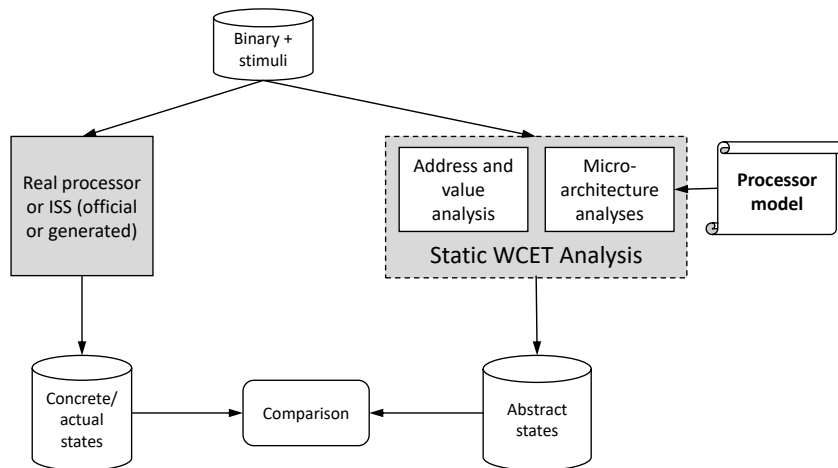 Binary +
stimuli
Real processor
or ISS (official
or generated)
Address and
value
analysis
Micro-
architecture
analyses
Processor
model
Static WCET Analysis
Concrete/
actual
states
Comparison
Abstract
states